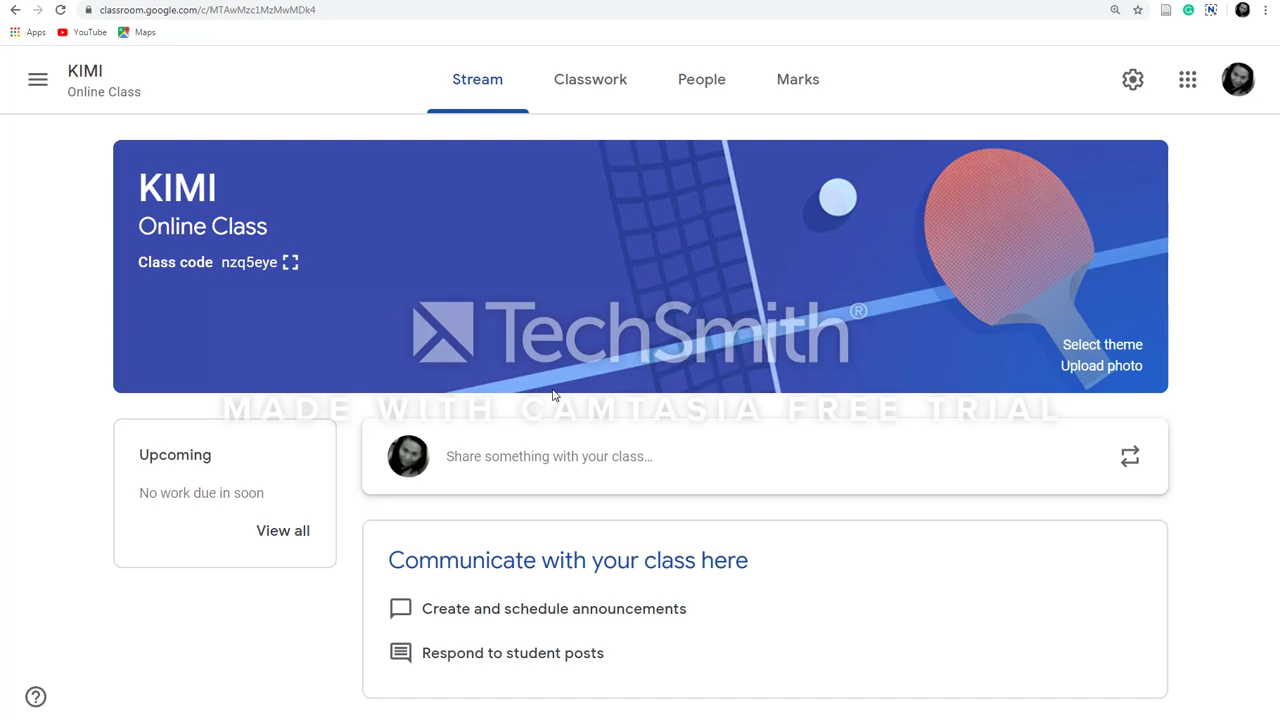 classroom.google.com/c/MTAwMzc1MzMwMDk4
Apps YouTube Maps
KIMI
Online Class
Stream Classwork People Marks
KIMI
Online Class
Class code nzq5eye
TechSmith®
Select theme
Upload photo
MADE WITH CAMTASIA FREE TRIAL
Upcoming
No work due in soon
View all
Share something with your class...
Communicate with your class here
Create and schedule announcements
Respond to student posts